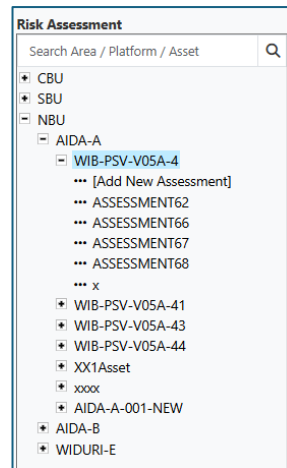 Risk Assessment
Search Area / Platform / Asset
CBU
SBU
NBU
AIDA-A
WIB-PSV-V05A-4
[Add New Assessment]
ASSESSMENT62
ASSESSMENT66
ASSESSMENT67
ASSESSMENT68
x
WIB-PSV-V05A-41
WIB-PSV-V05A-43
WIB-PSV-V05A-44
XX1Asset
xxxx
AIDA-A-001-NEW
AIDA-B
WIDURI-E